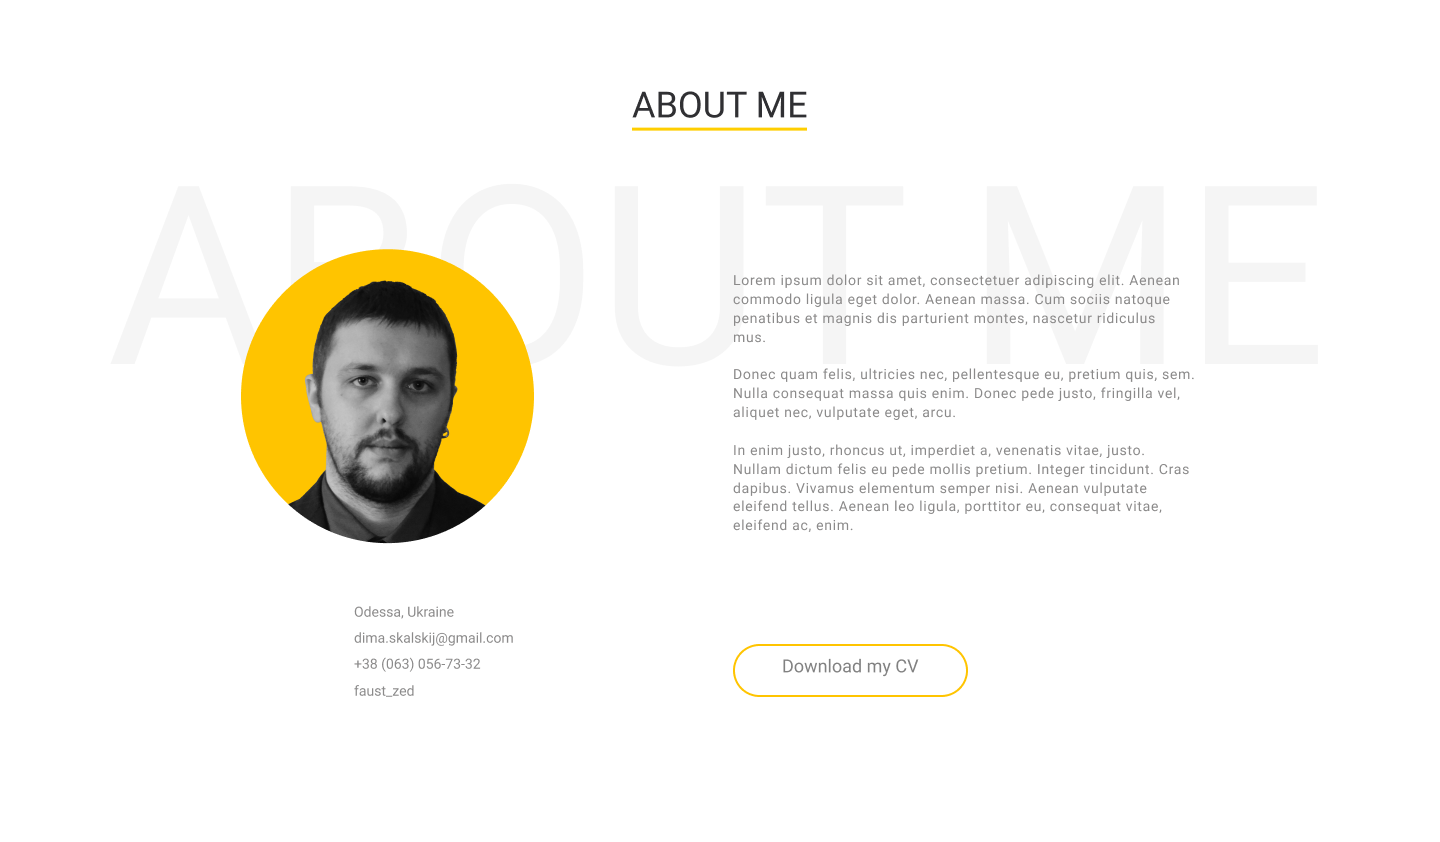 ABOUT ME
ABOUT ME
Lorem ipsum dolor sit amet, consectetuer adipiscing elit. Aenean
commodo ligula eget dolor. Aenean massa. Cum sociis natoque
penatibus et magnis dis parturient montes, nascetur ridiculus
mus.
Donec quam felis, ultricies nec, pellentesque eu, pretium quis, sem.
Nulla consequat massa quis enim. Donec pede justo, fringilla vel,
aliquet nec, vulputate eget, arcu.
In enim justo, rhoncus ut, imperdiet a, venenatis vitae, justo.
Nullam dictum felis eu pede mollis pretium. Integer tincidunt. Cras
dapibus. Vivamus elementum semper nisi. Aenean vulputate
eleifend tellus. Aenean leo ligula, porttitor eu, consequat vitae,
eleifend ac, enim.
Odessa, Ukraine
dima.skalskij@gmail.com
+38 (063) 056-73-32
faust_zed
Download my CV